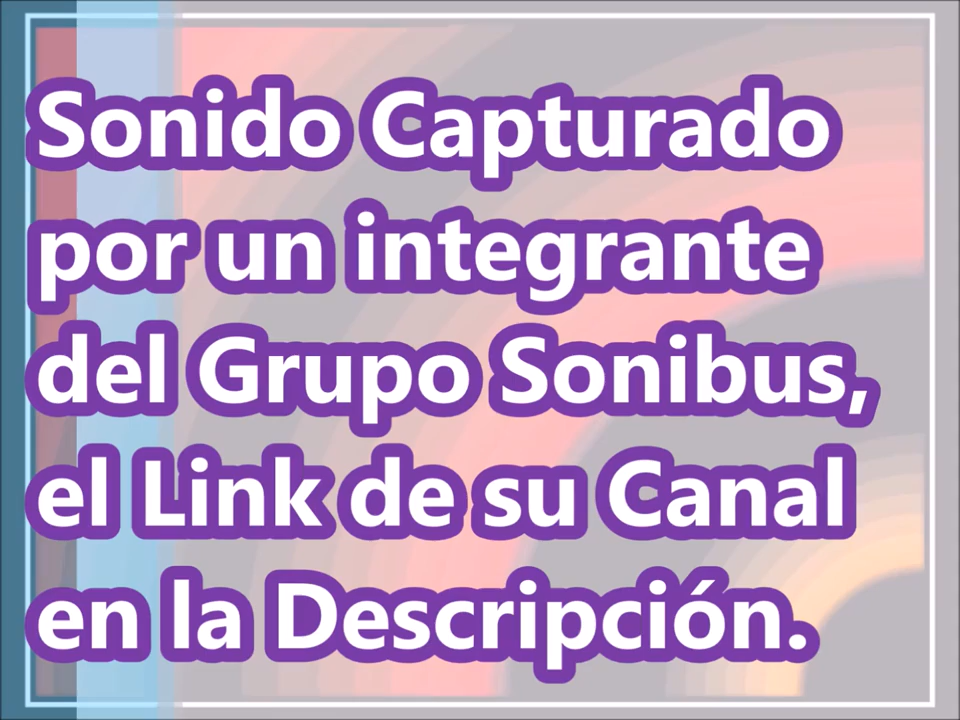 Sonido Capturado
por un integrante
del Grupo Sonibus,
el Link de su Canal
en la Descripción.